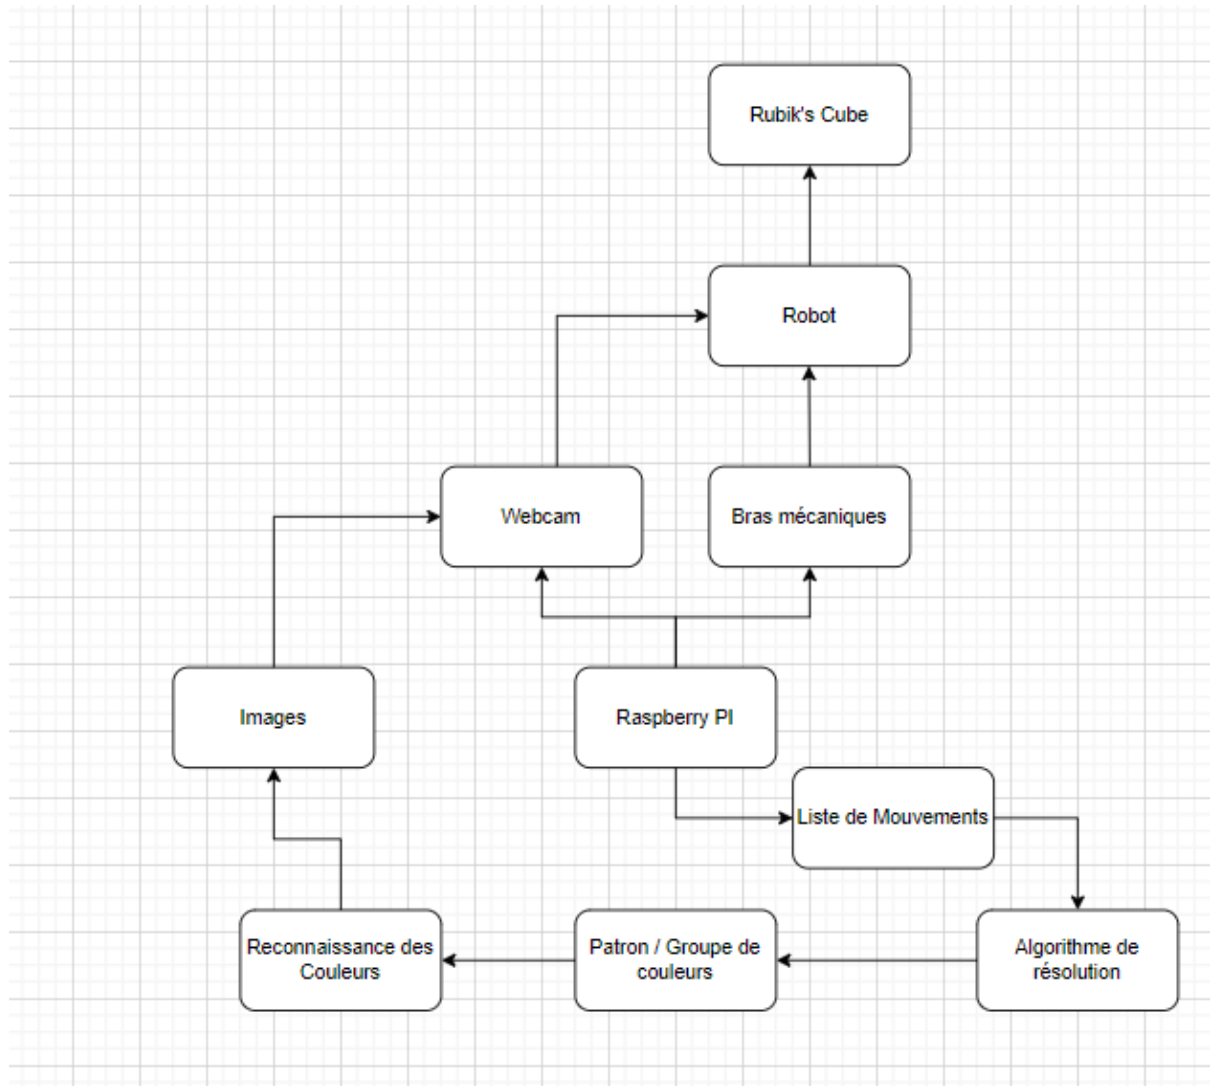 Rubik's Cube
Robot
Webcam
Bras mécaniques
Images
Raspberry PI
Liste de Mouvements
Reconnaissance des
Couleurs
Patron / Groupe de
couleurs
Algorithme de
résolution